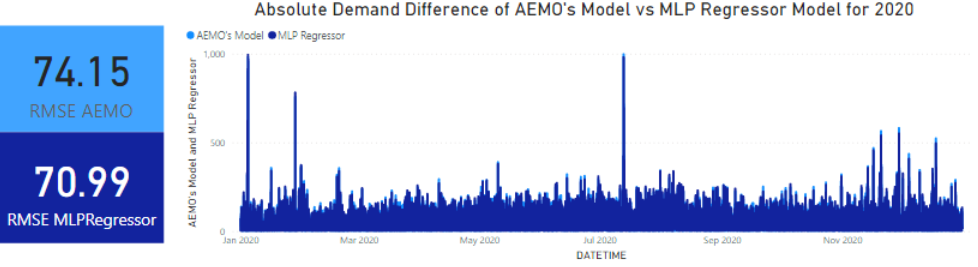 Absolute Demand Difference of AEMO's Model vs MLP Regressor Model for 2020
74.15
RMSE AEMO
70.99
RMSE MLPRegressor
AEMO's Model MLP Regressor
AEMO's Model and MLP Regressor
1,000
500
0
Jan 2020 Mar 2020 May 2020 Jul 2020 Sep 2020 Nov 2020
DATETIME